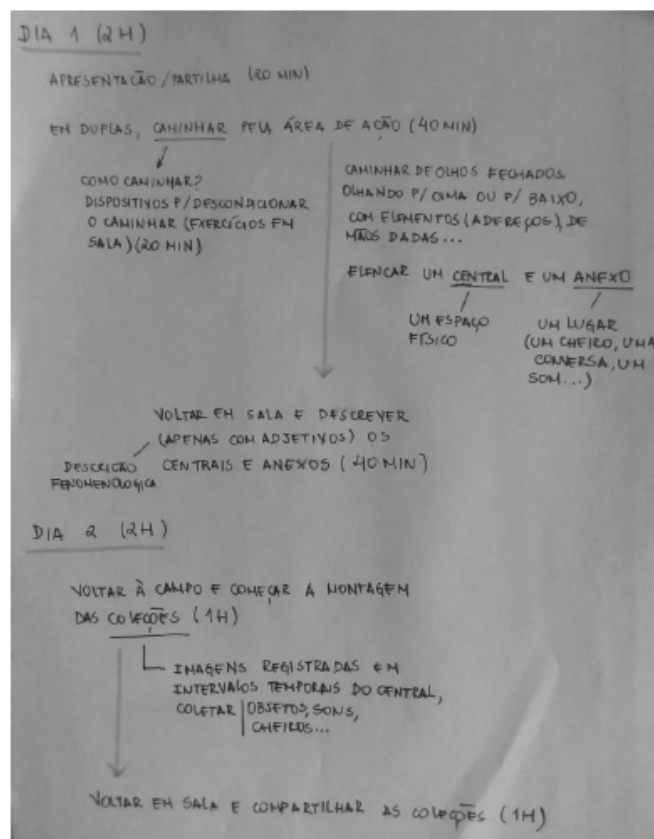 DIA 1 (2H)
APRESENTAÇÃO/PARTILHA (20 MIN)
EM DUPLAS, CAMINHAR PELA ÁREA DE AÇÃO (40 MIN)
COMO CAMINHAR?
DISPOSITIVOS P/ DESCONDICIONAR
O CAMINHAR (EXERCÍCIOS EM
SALA) (20 MIN)
CAMINHAR DE OLHOS FECHADOS
OLHANDO P/ CIMA OU P/ BAIXO,
COM ELEMENTOS (ADEREÇOS), DE
MÃOS DADAS...
ELENCAR UM CENTRAL E UM ANEXO
UM ESPAÇO
FÍSICO
UM LUGAR
(UM CHEIRO, UMA
CONVERSA, UM
SOM...)
VOLTAR EM SALA E DESCREVER
(APENAS COM ADJETIVOS) OS
CENTRAIS E ANEXOS (40 MIN)
DESCRIÇÃO
FENOMENOLOGICA
DIA 2 (2H)
VOLTAR À CAMPO E COMEÇAR A MONTAGEM
DAS COLEÇÕES (1H)
IMAGENS REGISTRADAS EM
INTERVALOS TEMPORAIS DO CENTRAL,
COLETAR OBJETOS, SONS,
CHEIROS...
VOLTAR EM SALA E COMPARTILHAR AS COLEÇÕES (1H)